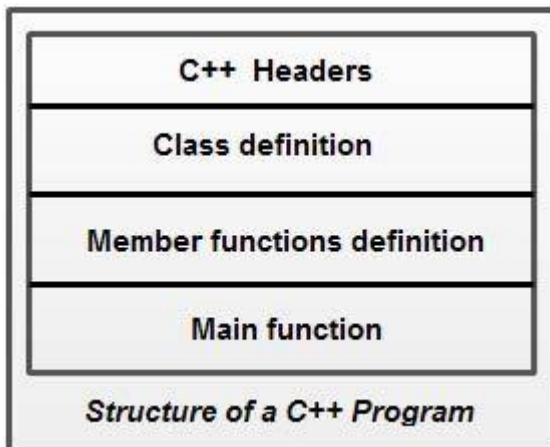 C++ Headers
Class definition
Member functions definition
Main function
Structure of a C++ Program